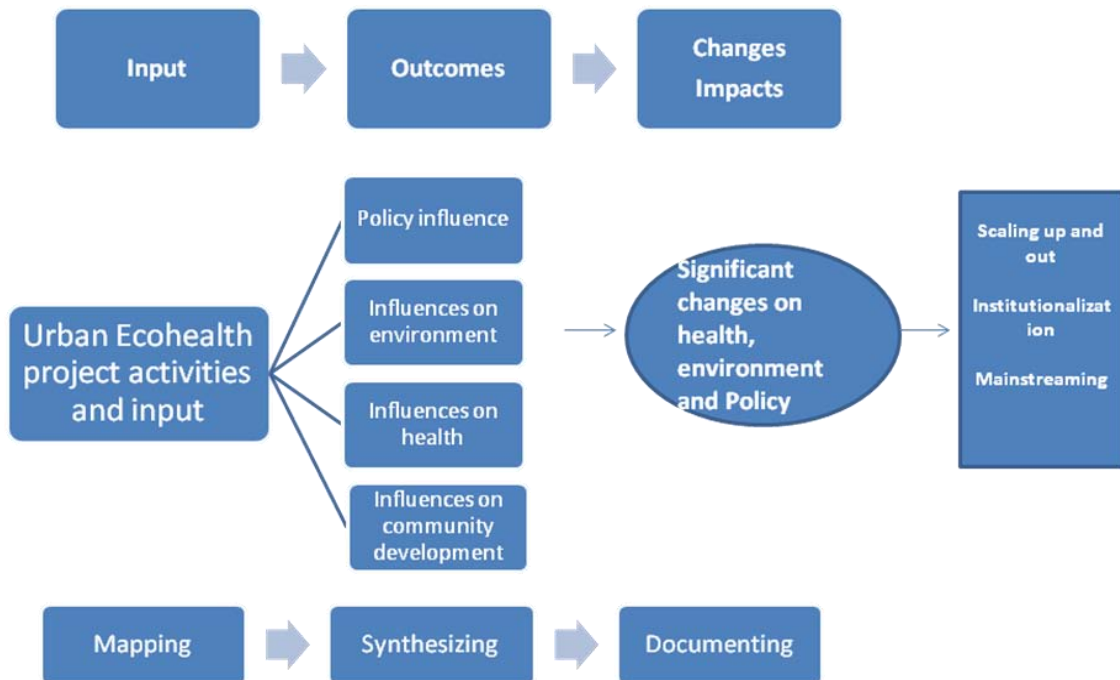 Input
Outcomes
Changes
Impacts
Policy influence
Influences on
environment
Influences on
health
Influences on
community
development
Urban Ecohealth
project activities
and input
Significant
changes on
health,
environment
and Policy
Scaling up and
out
Institutionalizat
ion
Mainstreaming
Mapping
Synthesizing
Documenting